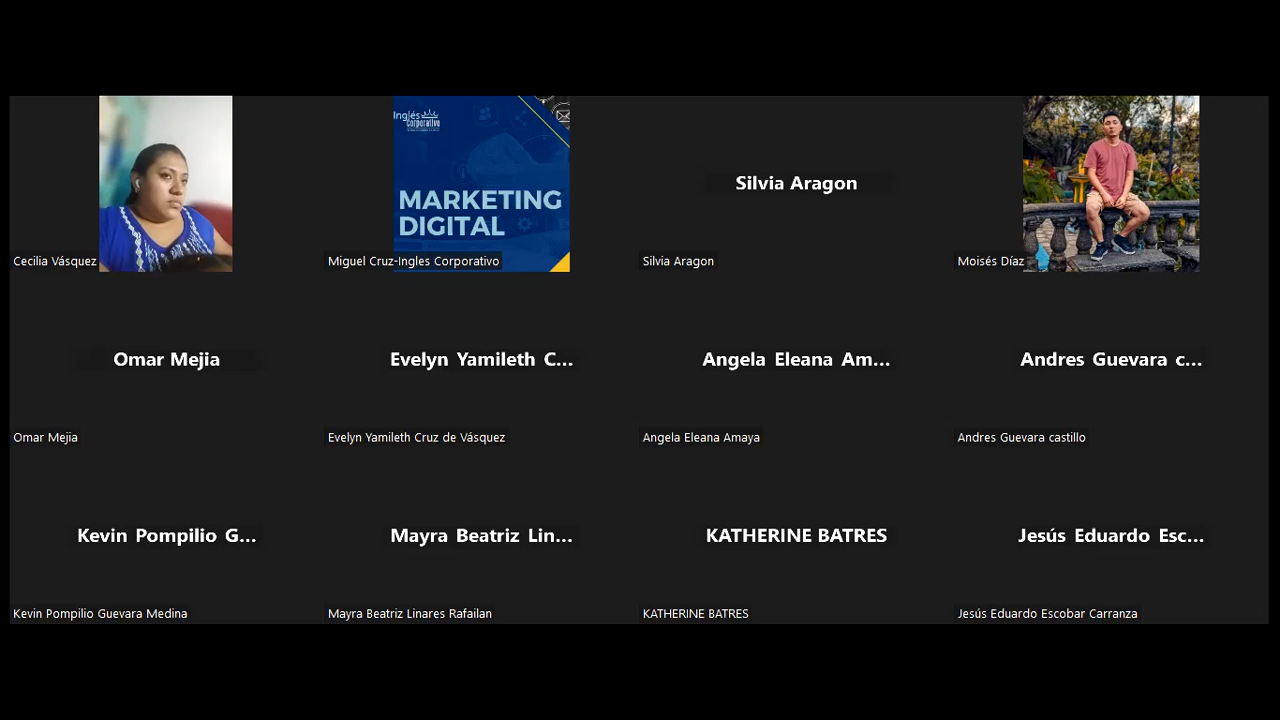 Inglés
corporativo
MARKETING
DIGITAL
Silvia Aragon
Cecilia Vásquez
Miguel Cruz-Ingles Corporativo
Silvia Aragon
Moisés Díaz
Omar Mejia
Evelyn Yamileth C...
Angela Eleana Am...
Andres Guevara c...
Omar Mejia
Evelyn Yamileth Cruz de Vásquez
Angela Eleana Amaya
Andres Guevara castillo
Kevin Pompilio G...
Mayra Beatriz Lin...
KATHERINE BATRES
Jesús Eduardo Esc...
Kevin Pompilio Guevara Medina
Mayra Beatriz Linares Rafailan
KATHERINE BATRES
Jesús Eduardo Escobar Carranza